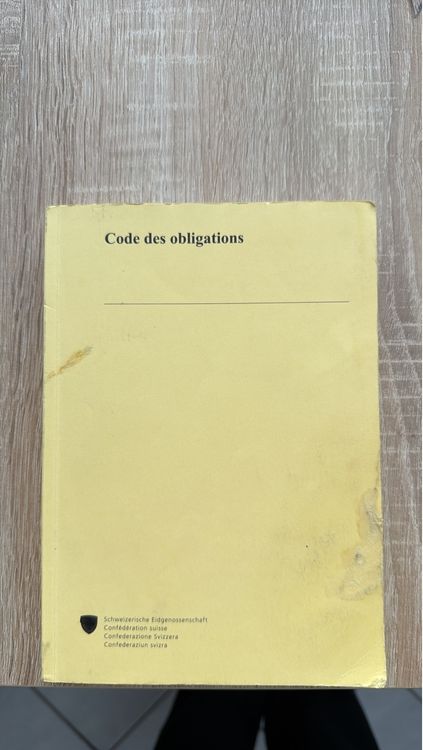 Code des obligations
Schweizerische Eidgenossenschaft
Confédération suisse
Confederazione Svizzera
Confederaziun svizra